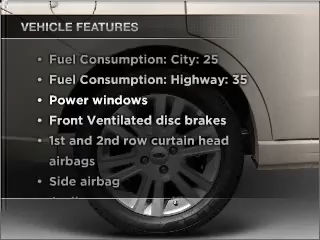 VEHICLE FEATURES
• Fuel Consumption: City: 25
• Fuel Consumption: Highway: 35
• Power windows
• Front Ventilated disc brakes
• 1st and 2nd row curtain head
airbags
• Side airbag